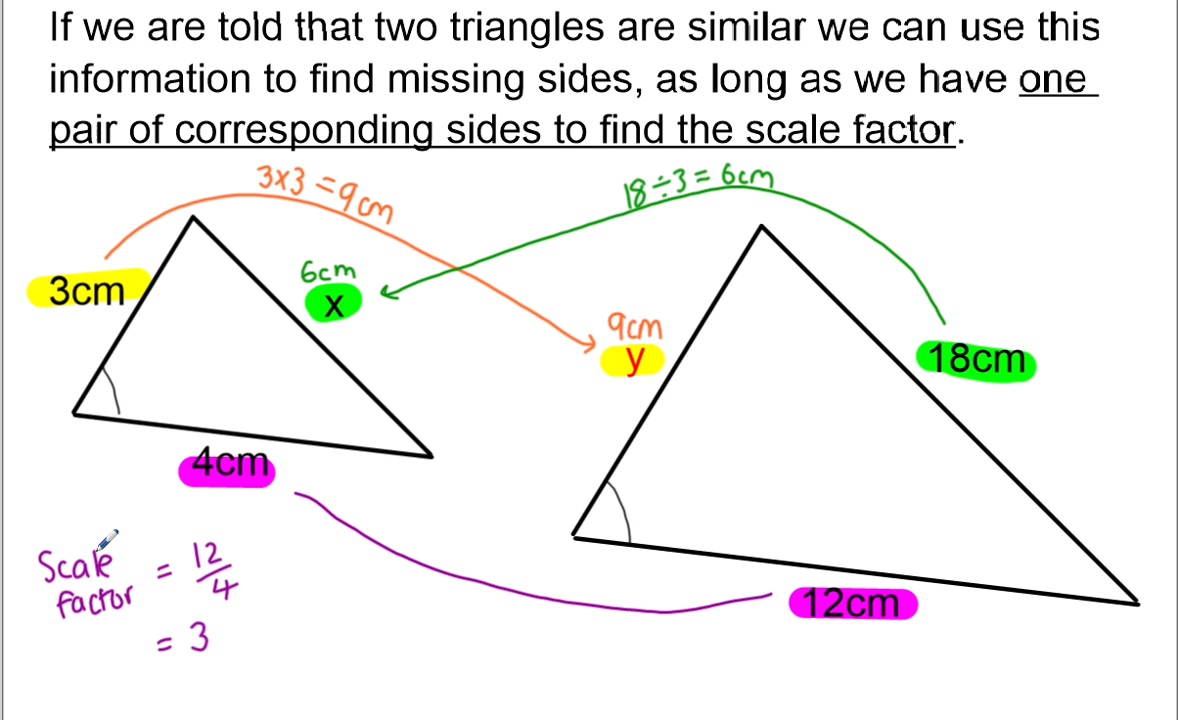 If we are told that two triangles are similar we can use this
information to find missing sides, as long as we have one
pair of corresponding sides to find the scale factor.
3x3 = 9cm
18÷3 = 6cm
3cm
6cm
x
9cm
y
18cm
4cm
12cm
Scale
factor
= 12/4
= 3